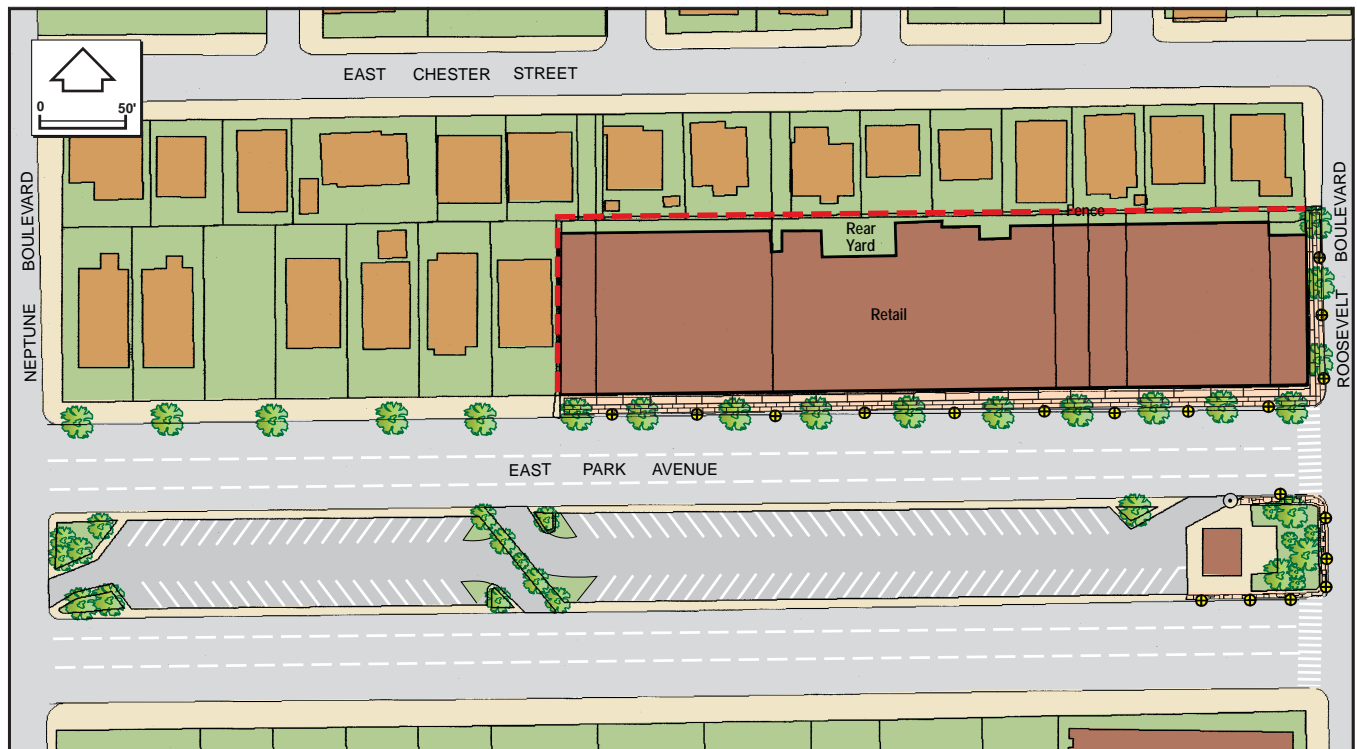 EAST CHESTER STREET
0 50'
NEPTUNE BOULEVARD
ROOSEVELT BOULEVARD
Fence
Rear
Yard
Retail
EAST PARK AVENUE